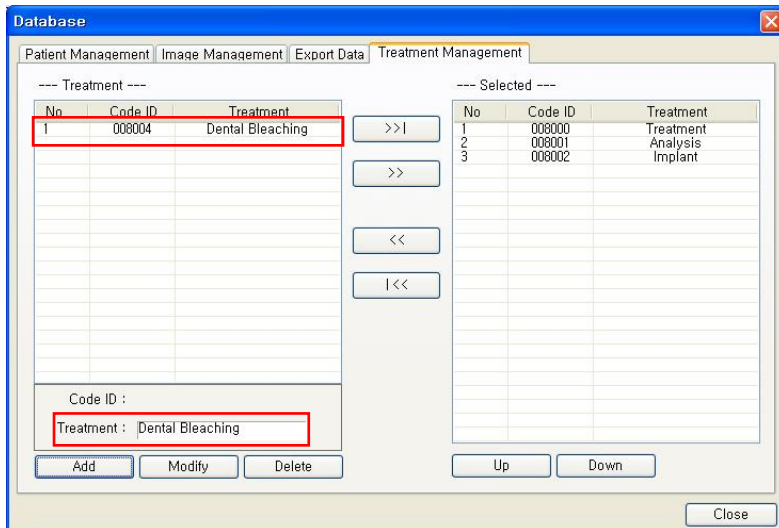 Database
Patient Management Image Management Export Data Treatment Management
--- Treatment ---
No Code ID Treatment
1 008004 Dental Bleaching
>>|
>>
<<
|<<
--- Selected ---
No Code ID Treatment
1 008000 Treatment
2 008001 Analysis
3 008002 Implant
Code ID :
Treatment : Dental Bleaching
Add Modify Delete
Up Down
Close